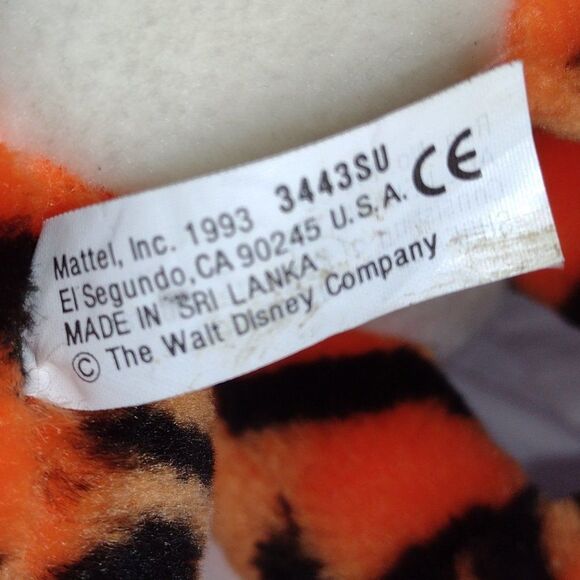 Mattel, Inc. 1993 3443SU CE
El Segundo, CA 90245 U.S.A.
MADE IN SRI LANKA
© The Walt Disney Company